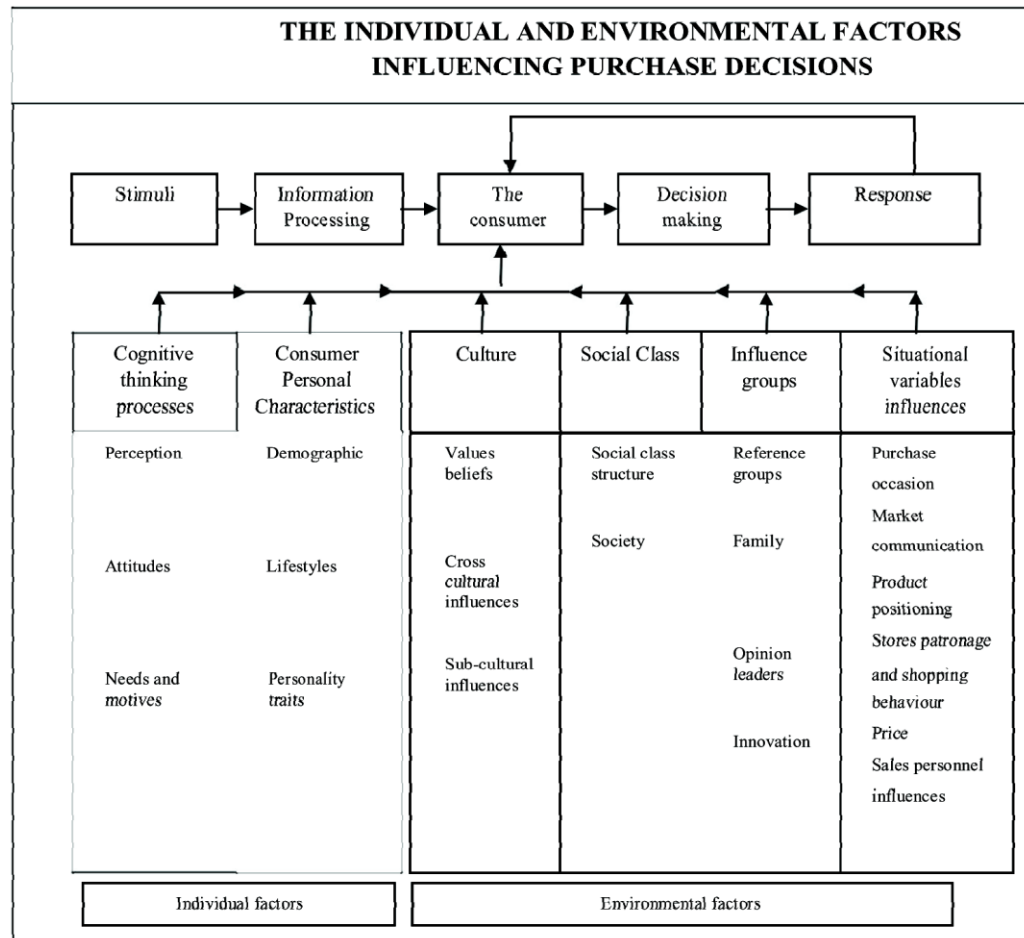 THE INDIVIDUAL AND ENVIRONMENTAL FACTORS
INFLUENCING PURCHASE DECISIONS
Stimuli
Information
Processing
The
consumer
Decision
making
Response
Cognitive
thinking
processes
Consumer
Personal
Characteristics
Culture
Social Class
Influence
groups
Situational
variables
influences
Perception
Attitudes
Needs and
motives
Demographic
Lifestyles
Personality
traits
Values
beliefs
Cross
cultural
influences
Sub-cultural
influences
Social class
structure
Society
Reference
groups
Family
Opinion
leaders
Innovation
Purchase
occasion
Market
communication
Product
positioning
Stores patronage
and shopping
behaviour
Price
Sales personnel
influences
Individual factors
Environmental factors